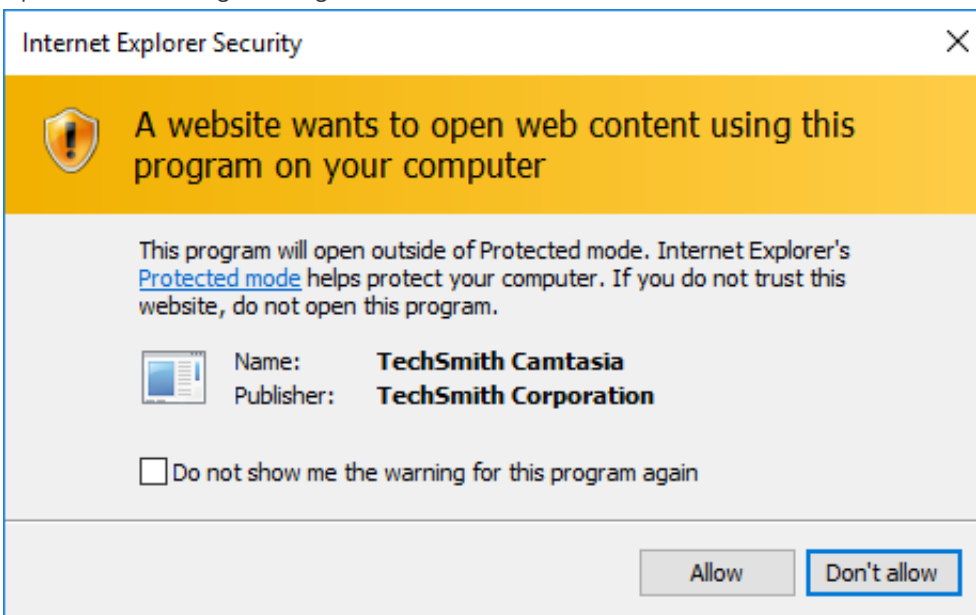 Internet Explorer Security
A website wants to open web content using this
program on your computer
This program will open outside of Protected mode. Internet Explorer's
Protected mode helps protect your computer. If you do not trust this
website, do not open this program.
Name: TechSmith Camtasia
Publisher: TechSmith Corporation
Do not show me the warning for this program again
Allow Don't allow